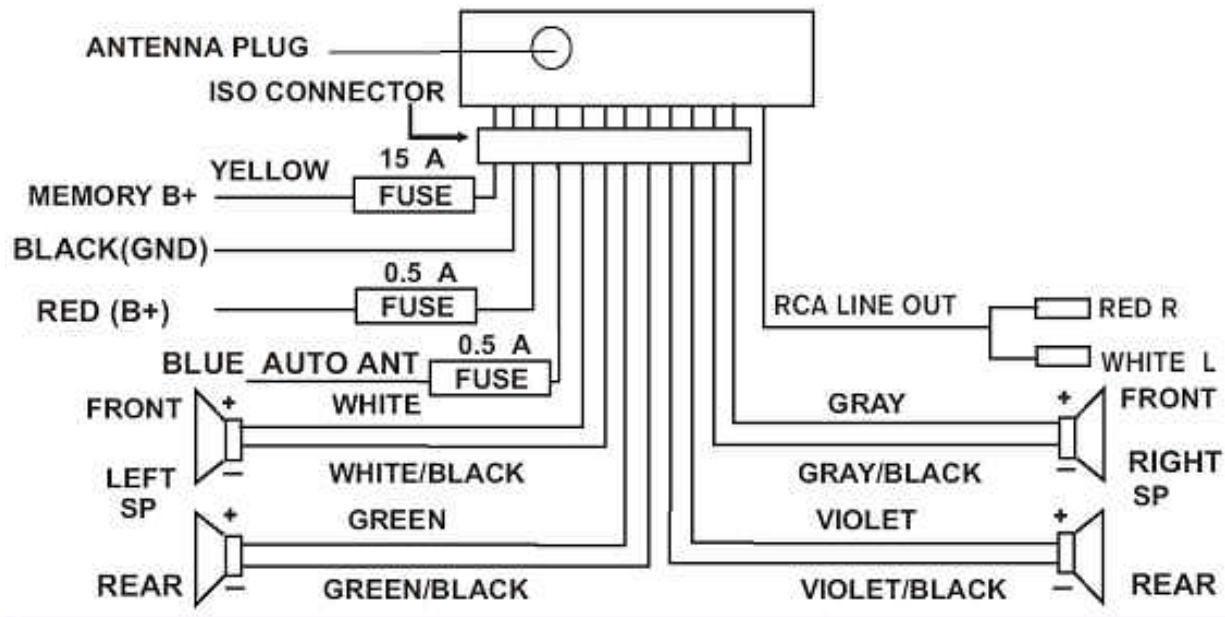 ANTENNA PLUG
ISO CONNECTOR
15 A
YELLOW
FUSE
MEMORY B+
BLACK(GND)
0.5 A
FUSE
RED (B+)
RCA LINE OUT
RED R
0.5 A
BLUE AUTO ANT
FUSE
WHITE L
FRONT
+
WHITE
GRAY
+
FRONT
–
WHITE/BLACK
GRAY/BLACK
–
LEFT
SP
RIGHT
SP
+
GREEN
VIOLET
+
REAR
–
GREEN/BLACK
VIOLET/BLACK
–
REAR